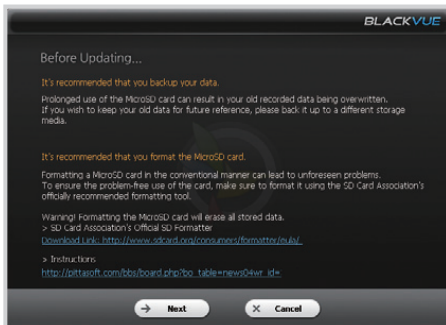 BLACKVUE
Before Updating...
It's recommended that you backup your data.
Prolonged use of the MicroSD card can result in your old recorded data being overwritten.
If you wish to keep your old data for future reference, please back it up to a different storage
media.
It's recommended that you format the MicroSD card.
Formatting a MicroSD card in the conventional manner can lead to unforeseen problems.
To ensure the problem-free use of the card, make sure to format it using the SD Card Association's
officially recommended formatting tool.
Warning! Formatting the MicroSD card will erase all stored data.
> SD Card Association's Official SD Formatter
Download Link: http://www.sdcard.org/consumers/formatter/eula/
> Instructions
http://pittasoft.com/bbs/board.php?bo_table=news04wr_id=
Next
Cancel